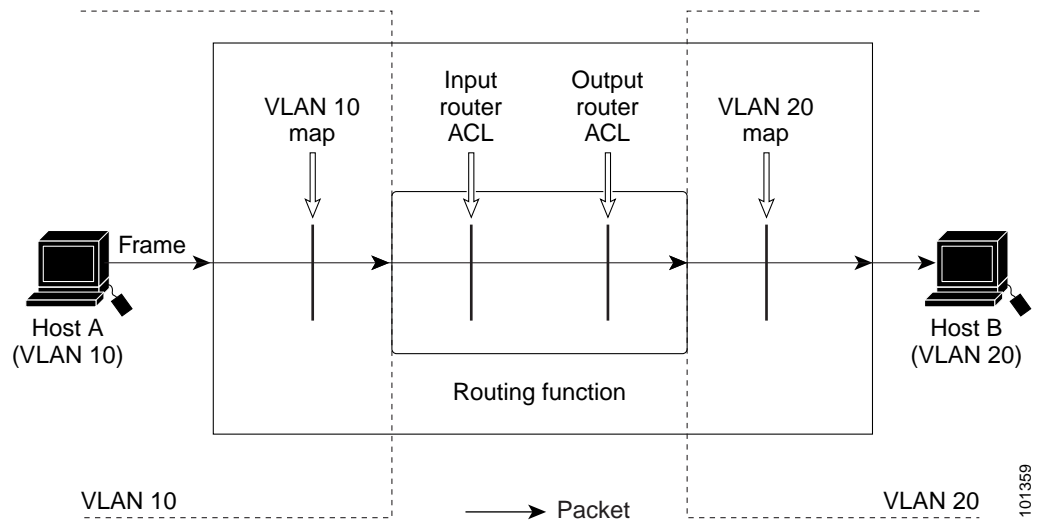 VLAN 10
map
Input
router
ACL
Output
router
ACL
VLAN 20
map
Frame
Host A
(VLAN 10)
Host B
(VLAN 20)
Routing function
VLAN 10
Packet
VLAN 20
101359